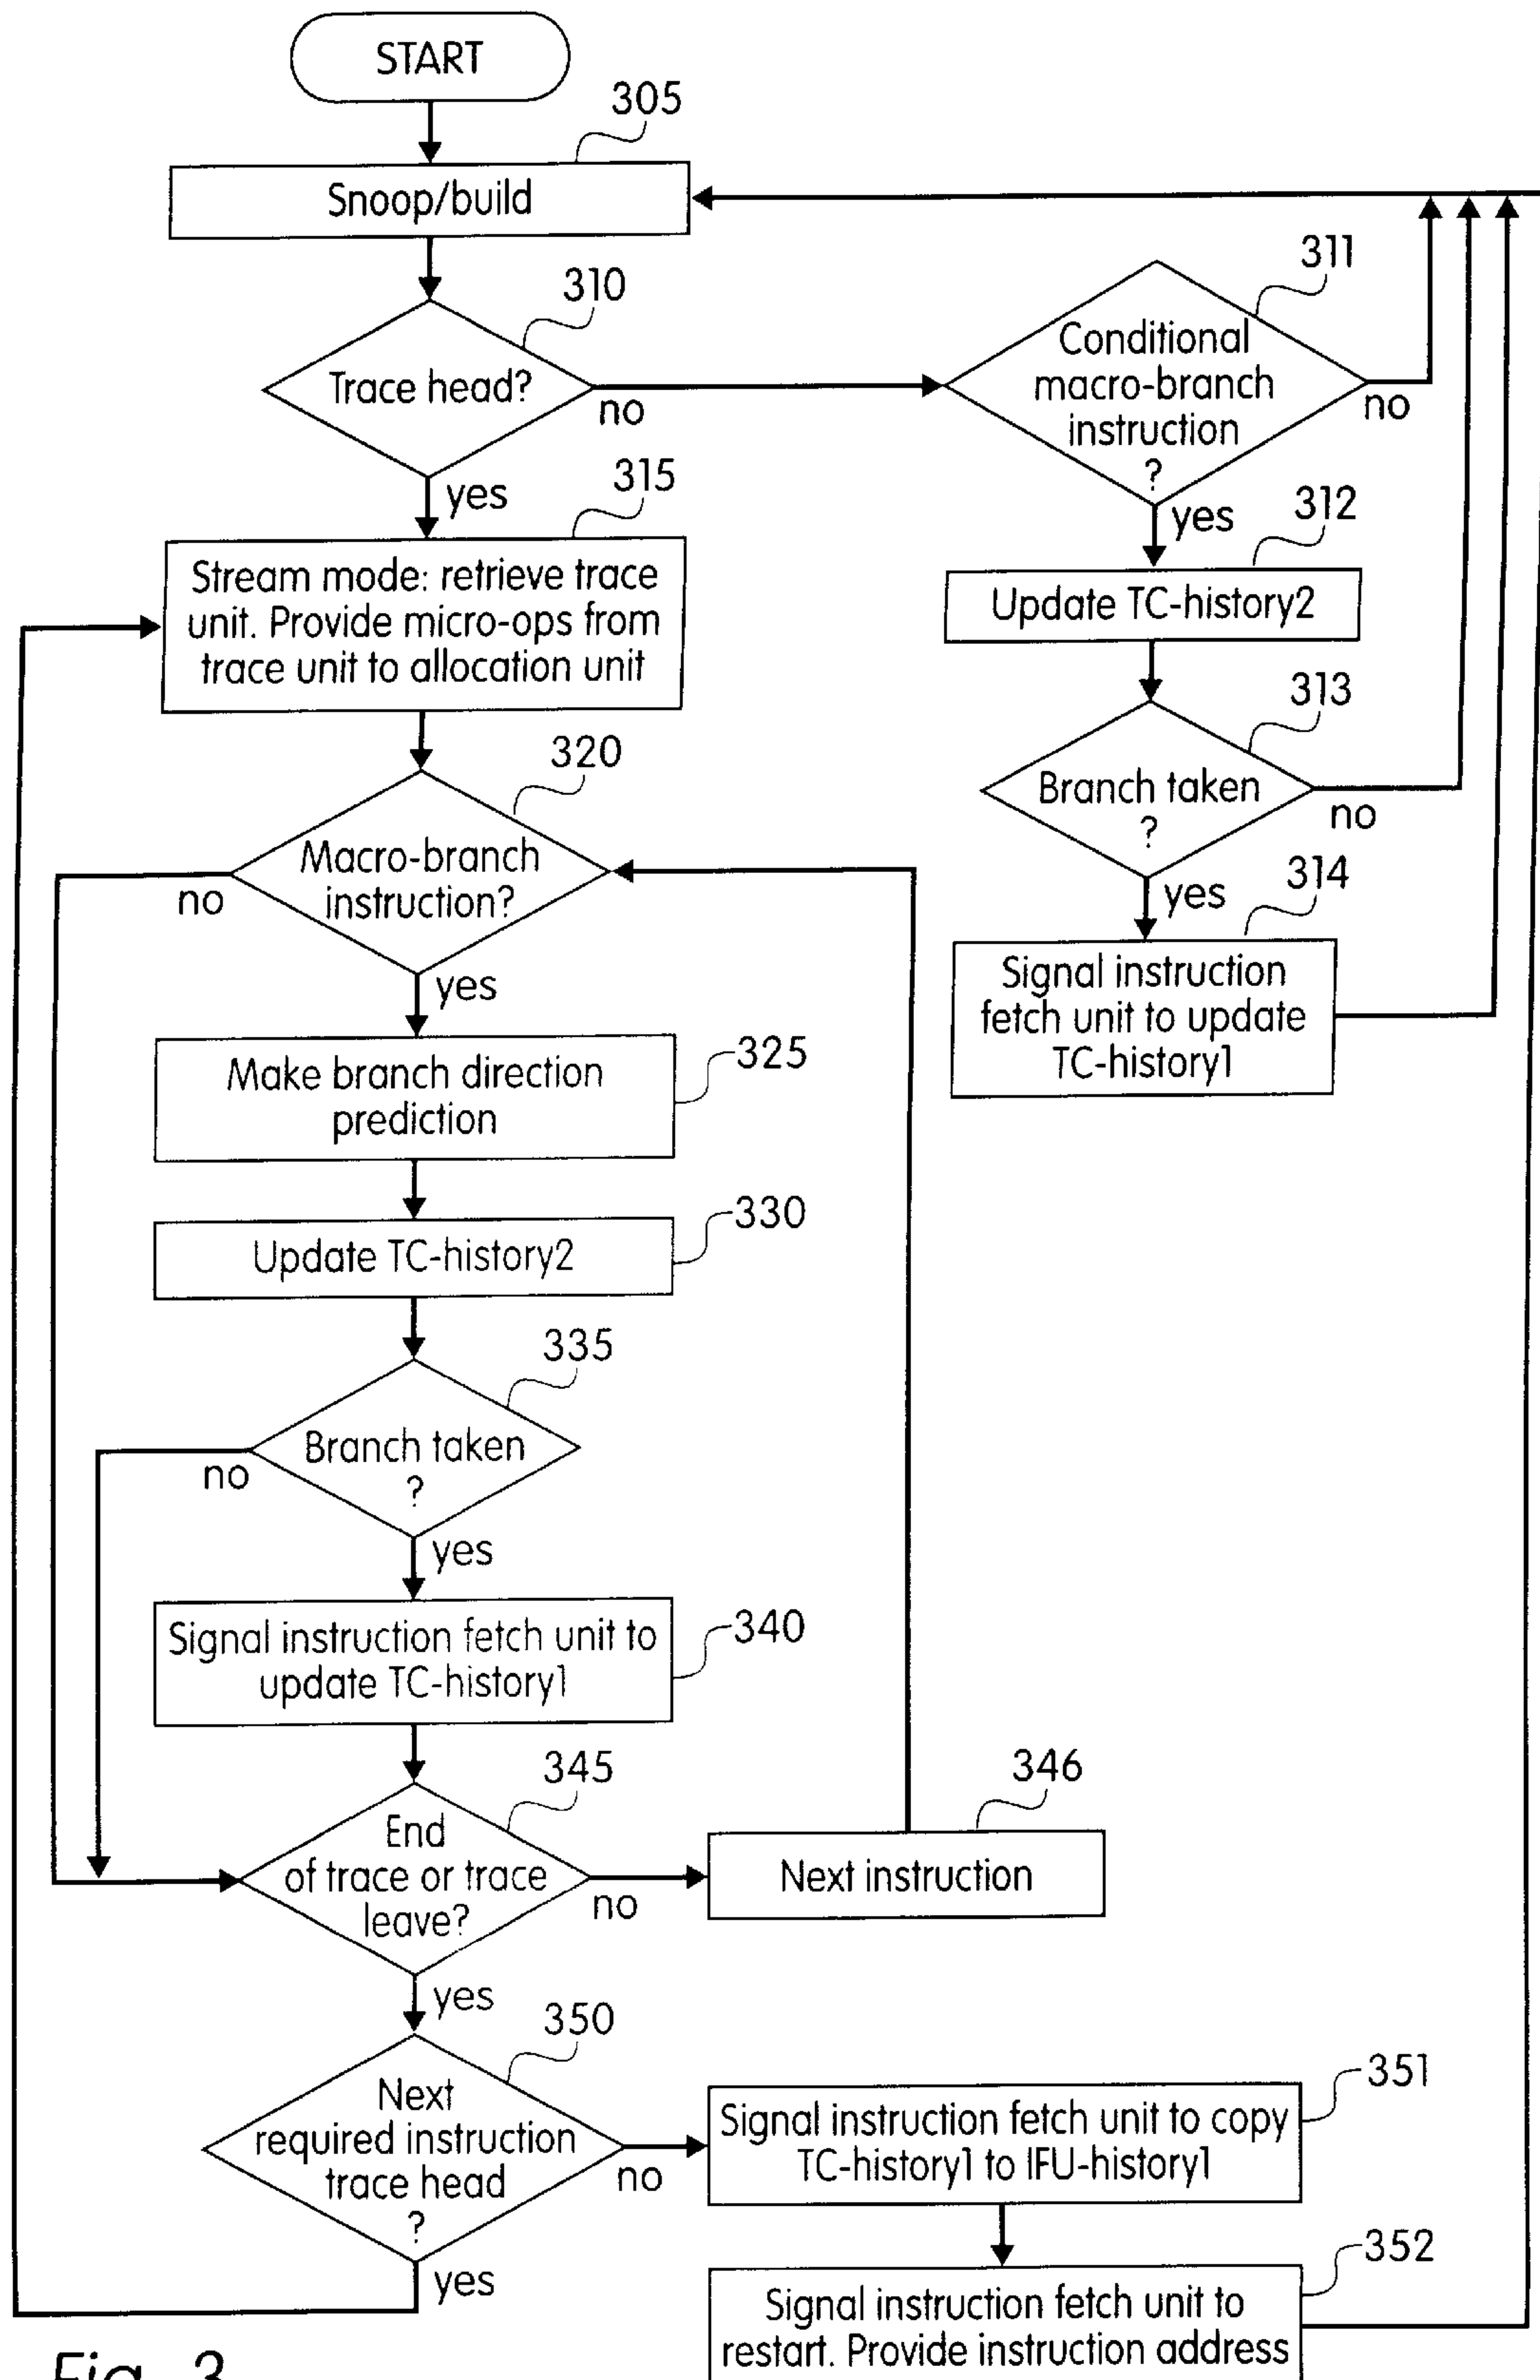 START
305
Snoop/build
310
Trace head?
no
yes
311
Conditional
macro-branch
instruction
?
no
yes
312
Update TC-history2
313
Branch taken
?
no
yes
314
Signal instruction
fetch unit to update
TC-history1
315
Stream mode: retrieve trace
unit. Provide micro-ops from
trace unit to allocation unit
320
Macro-branch
instruction?
no
yes
325
Make branch direction
prediction
330
Update TC-history2
335
Branch taken
?
no
yes
340
Signal instruction fetch unit to
update TC-history1
345
End
of trace or trace
leave?
no
346
Next instruction
yes
350
Next
required instruction
trace head
?
no
yes
351
Signal instruction fetch unit to copy
TC-history1 to IFU-history1
352
Signal instruction fetch unit to
restart. Provide instruction address
Fig. 3